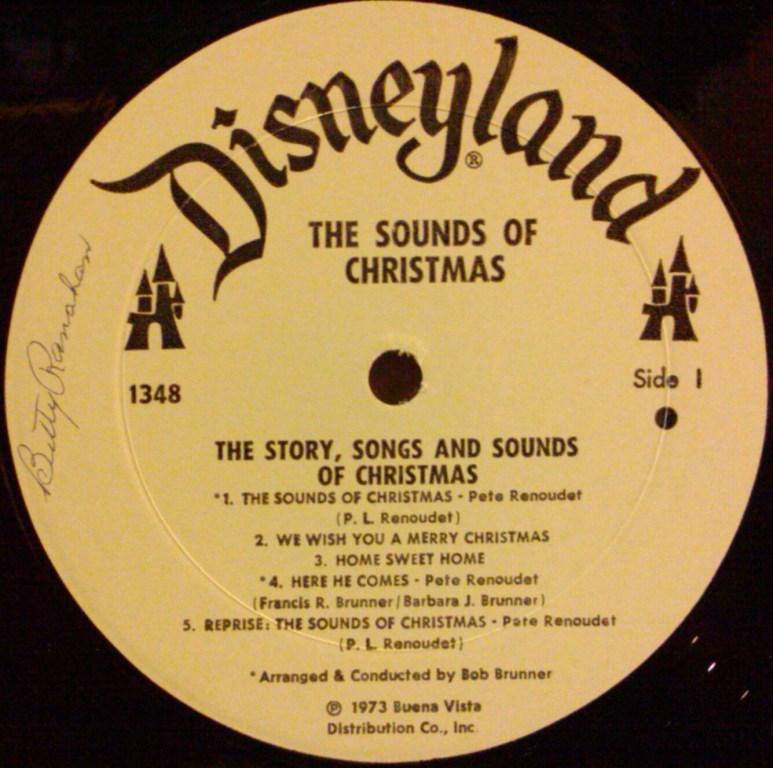 Disneyland
®
THE SOUNDS OF
CHRISTMAS
Betty Ranahan
1348
Side 1
THE STORY, SONGS AND SOUNDS
OF CHRISTMAS
*1. THE SOUNDS OF CHRISTMAS - Pete Renoudet
(P. L. Renoudet)
2. WE WISH YOU A MERRY CHRISTMAS
3. HOME SWEET HOME
*4. HERE HE COMES - Pete Renoudet
(Francis R. Brunner/Barbara J. Brunner)
5. REPRISE: THE SOUNDS OF CHRISTMAS - Pete Renoudet
(P. L. Renoudet)
*Arranged & Conducted by Bob Brunner
℗ 1973 Buena Vista
Distribution Co., Inc.